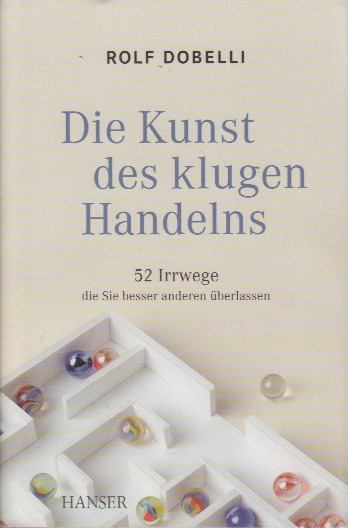 ROLF DOBELLI
Die Kunst
des klugen
Handelns
52 Irrwege
die Sie besser anderen überlassen
HANSER